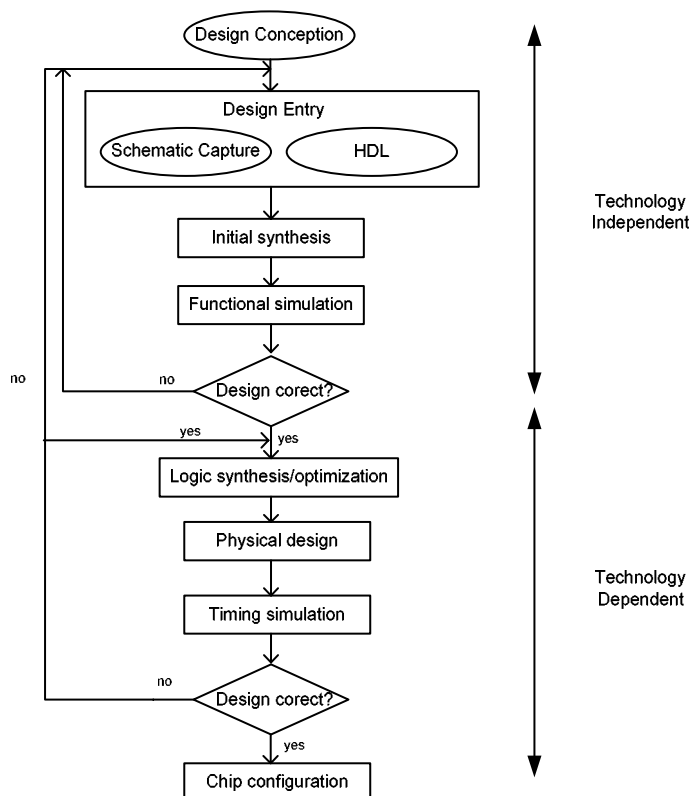 Design Conception
Design Entry
Schematic Capture
HDL
Technology
Independent
Initial synthesis
Functional simulation
no
no
Design corect?
yes
yes
Logic synthesis/optimization
Physical design
Technology
Dependent
Timing simulation
no
Design corect?
yes
Chip configuration